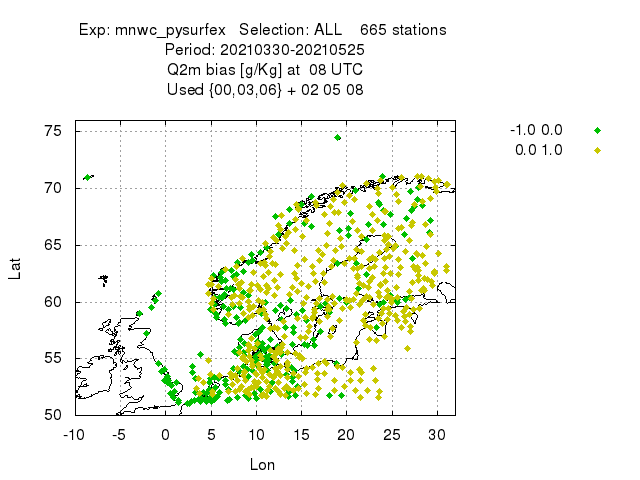 Exp: mnwc_pysurfex   Selection: ALL    665 stations
Period: 20210330-20210525
Q2m bias [g/Kg] at  08 UTC
Used {00,03,06} + 02 05 08
-1.0 0.0
0.0 1.0
75
70
65
60
55
50
Lat
-10 -5 0 5 10 15 20 25 30
Lon